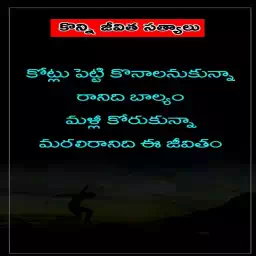 కొన్ని జీవిత సత్యాలు
కోట్లు పెట్టి కొనాలనుకున్నా
రానిది బాల్యం
మళ్లీ కోరుకున్నా
మరలిరానిది ఈ జీవితం